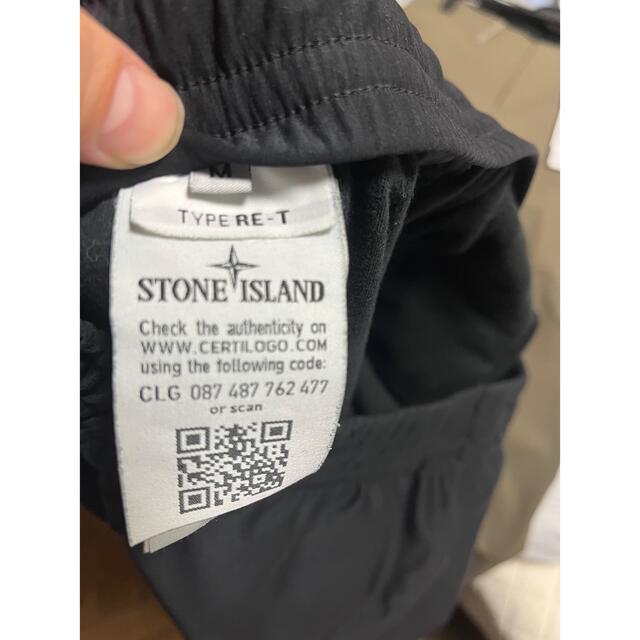 M
TYPE RE-T
STONE ISLAND
Check the authenticity on
WWW.CERTILOGO.COM
using the following code:
CLG 087 487 762 477
or scan